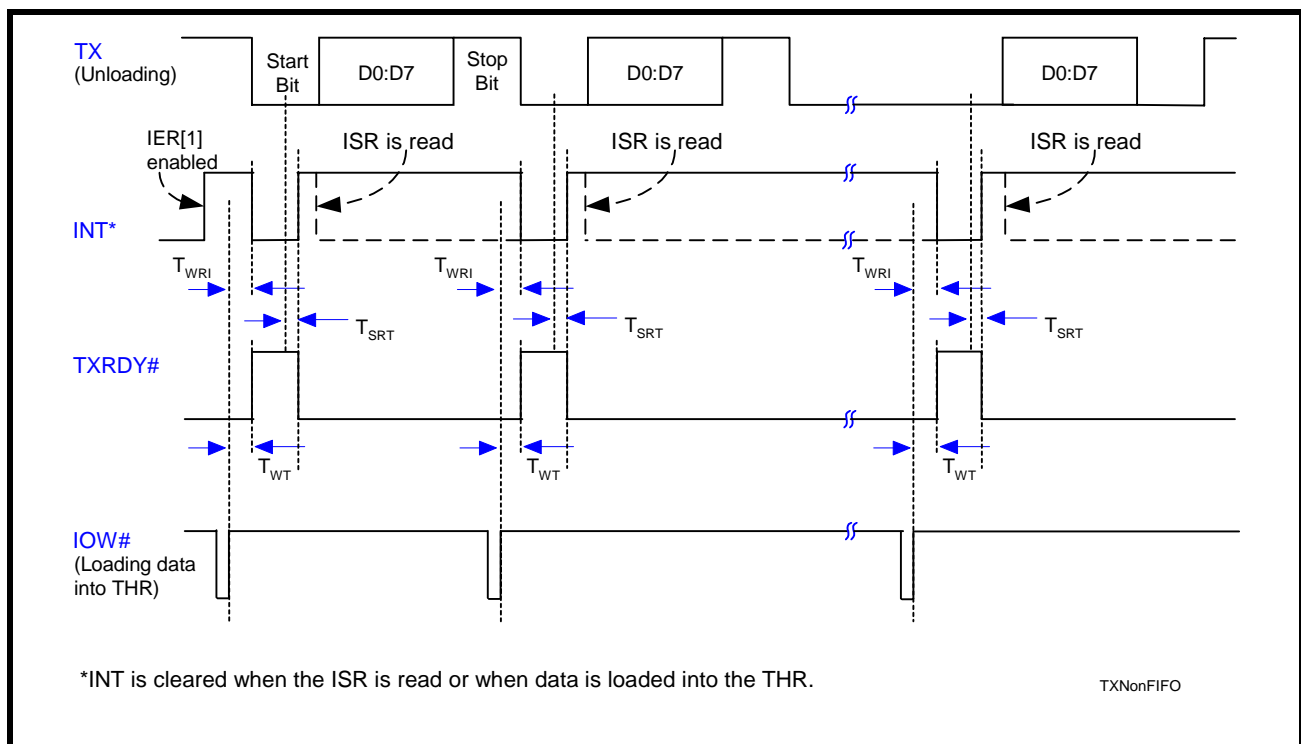 TX
(Unloading)
Start
Bit
D0:D7
Stop
Bit
D0:D7
D0:D7
IER[1]
enabled
ISR is read
ISR is read
ISR is read
INT*
TWRI
TWRI
TWRI
TSRT
TSRT
TSRT
TXRDY#
TWT
TWT
TWT
IOW#
(Loading data
into THR)
*INT is cleared when the ISR is read or when data is loaded into the THR.
TXNonFIFO